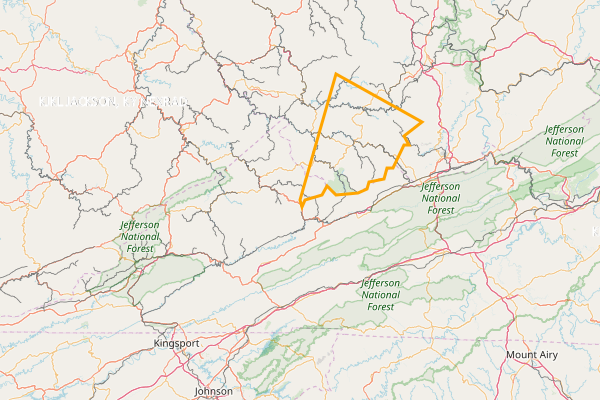 Jefferson
National
Forest
Jefferson
National
Forest
Jefferson
National
Forest
Jefferson
National
Forest
Kingsport
Mount Airy
Johnson